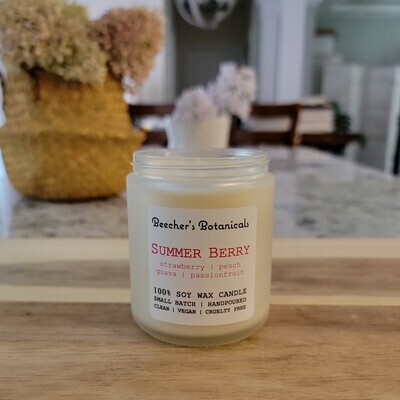 Beecher's Botanicals
SUMMER BERRY
strawberry | peach
guava | passionfruit
100% SOY WAX CANDLE
SMALL BATCH | HANDPOURED
CLEAN | VEGAN | CRUELTY FREE